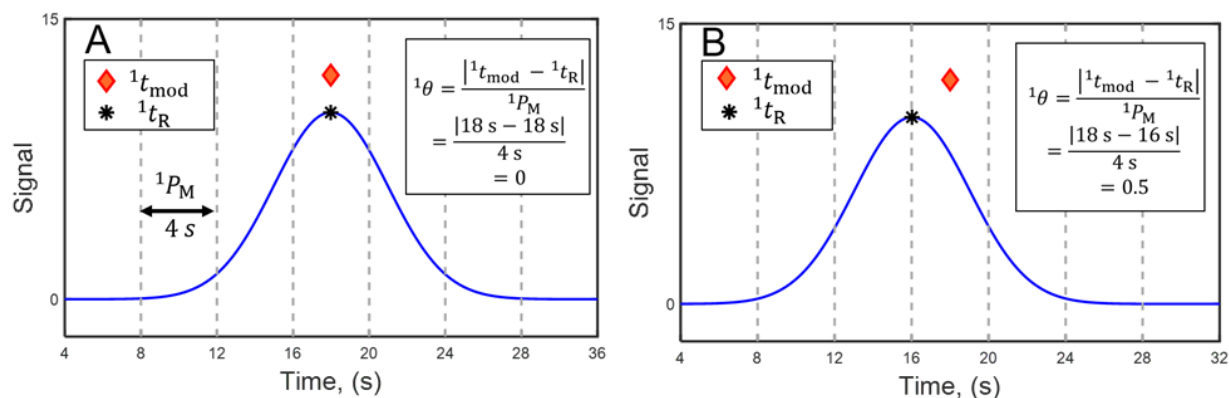 A
15
¹t_mod
¹t_R
¹θ = |¹t_mod − ¹t_R| / ¹P_M
= |18 s − 18 s| / 4 s
= 0
¹P_M
4 s
Signal
0
4 8 12 16 20 24 28 36
Time, (s)
B
15
¹t_mod
¹t_R
¹θ = |¹t_mod − ¹t_R| / ¹P_M
= |18 s − 16 s| / 4 s
= 0.5
Signal
0
4 8 12 16 20 24 28 32
Time, (s)